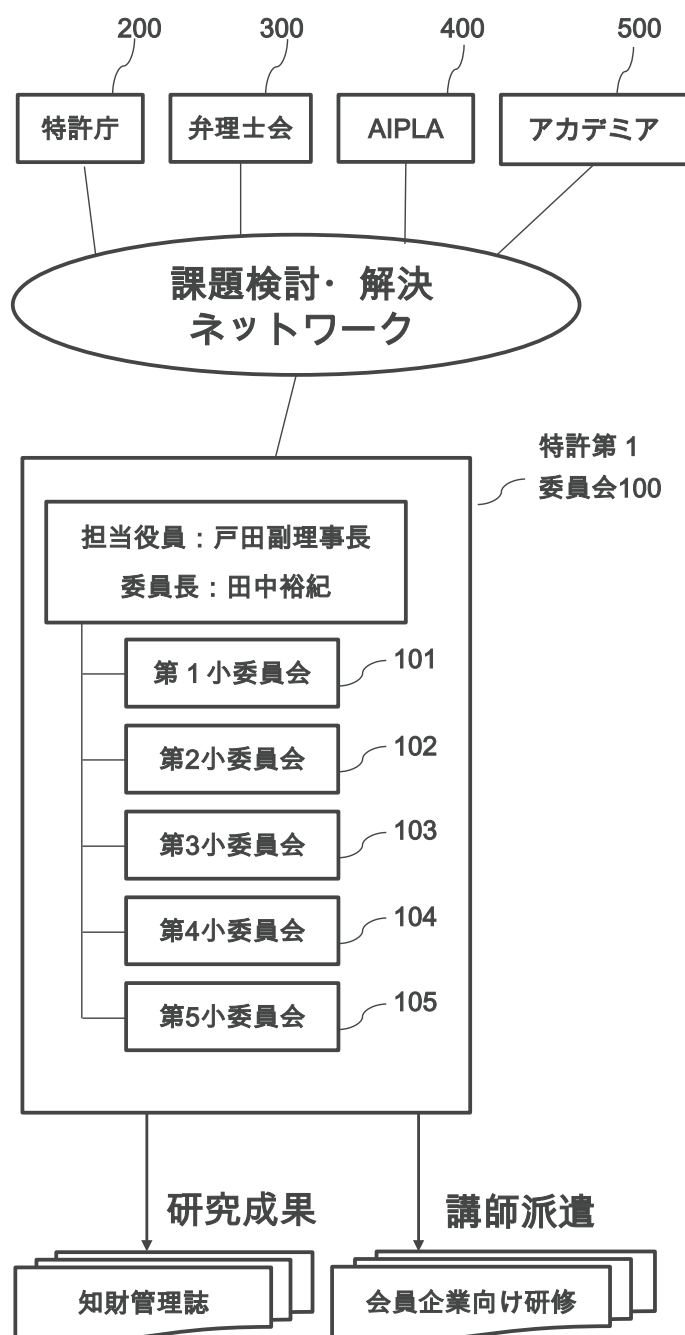 200
300
400
500
特許庁
弁理士会
AIPLA
アカデミア
課題検討・解決
ネットワーク
特許第1
委員会100
担当役員：戸田副理事長
委員長：田中裕紀
第1小委員会
101
第2小委員会
102
第3小委員会
103
第4小委員会
104
第5小委員会
105
研究成果
講師派遣
知財管理誌
会員企業向け研修